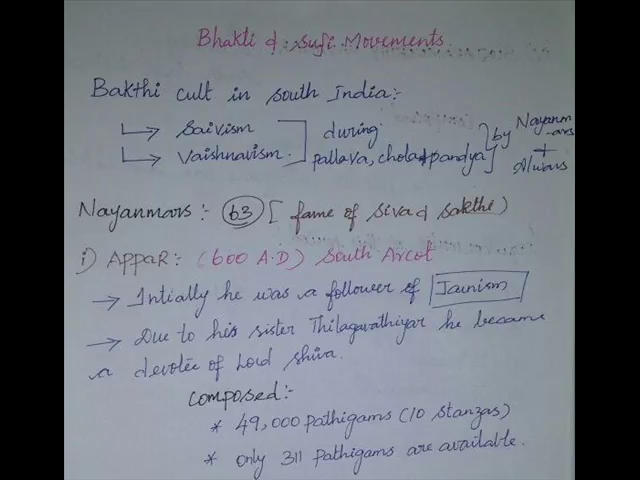 Bhakti & sufi Movements
Bakthi cult in south India:-
→ Saivism
→ Vaishnavism.
during
pallava, chola & pandya
by Nayanm
-ars
+
Alwars
Nayanmars:- 63 [fame of Siva & sakthi)
i) APPaR:- (600 A.D) South Arcot
→ Intially he was a follower of Jainism
→ Due to his sister Thilagavathiyar he became
a devotee of Lord shiva.
composed:-
* 49,000 Pathigams (10 stanzas)
* only 311 Pathigams are available.